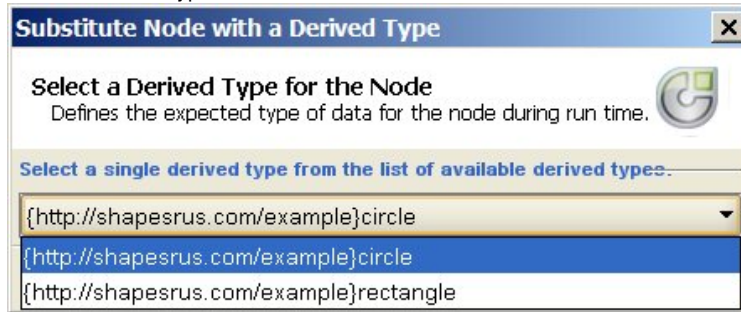 Substitute Node with a Derived Type
Select a Derived Type for the Node
Defines the expected type of data for the node during run time.
Select a single derived type from the list of available derived types.
{http://shapesrus.com/example}circle
{http://shapesrus.com/example}circle
{http://shapesrus.com/example}rectangle